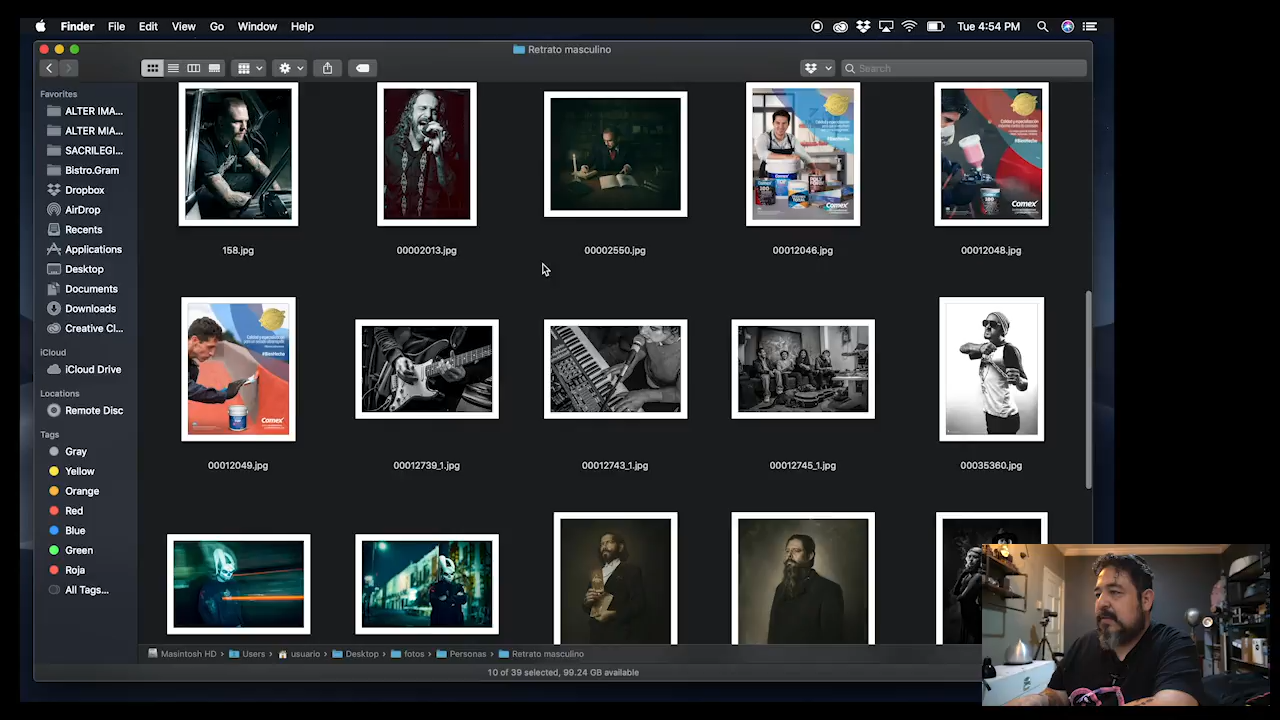 Finder File Edit View Go Window Help Tue 4:54 PM
Retrato masculino
Search
Favorites
ALTER IMA...
ALTER MIA...
SACRILEGI...
Bistro.Gram
Dropbox
AirDrop
Recents
Applications
Desktop
Documents
Downloads
Creative Cl...
iCloud
iCloud Drive
Locations
Remote Disc
Tags
Gray
Yellow
Orange
Red
Blue
Green
Roja
All Tags...
158.jpg 00002013.jpg 00002550.jpg 00012046.jpg 00012048.jpg
Comex
Comex
Comex
00012049.jpg 00012739_1.jpg 00012743_1.jpg 00012745_1.jpg 00035360.jpg
Masintosh HD › Users › usuario › Desktop › fotos › Personas › Retrato masculino
10 of 39 selected, 99.24 GB available